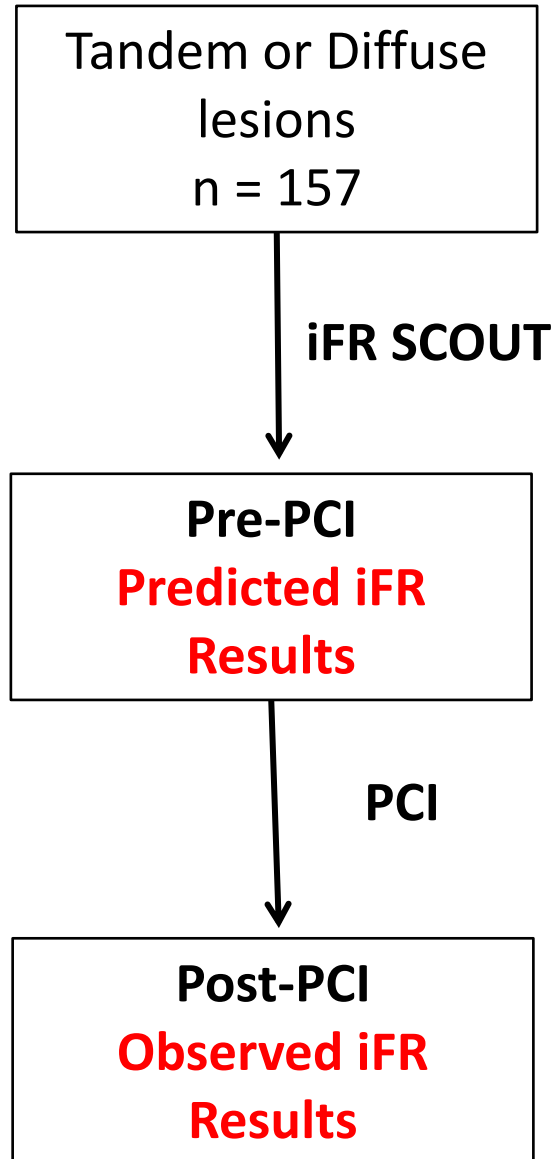 Tandem or Diffuse
lesions
n = 157
iFR SCOUT
Pre-PCI
Predicted iFR
Results
PCI
Post-PCI
Observed iFR
Results